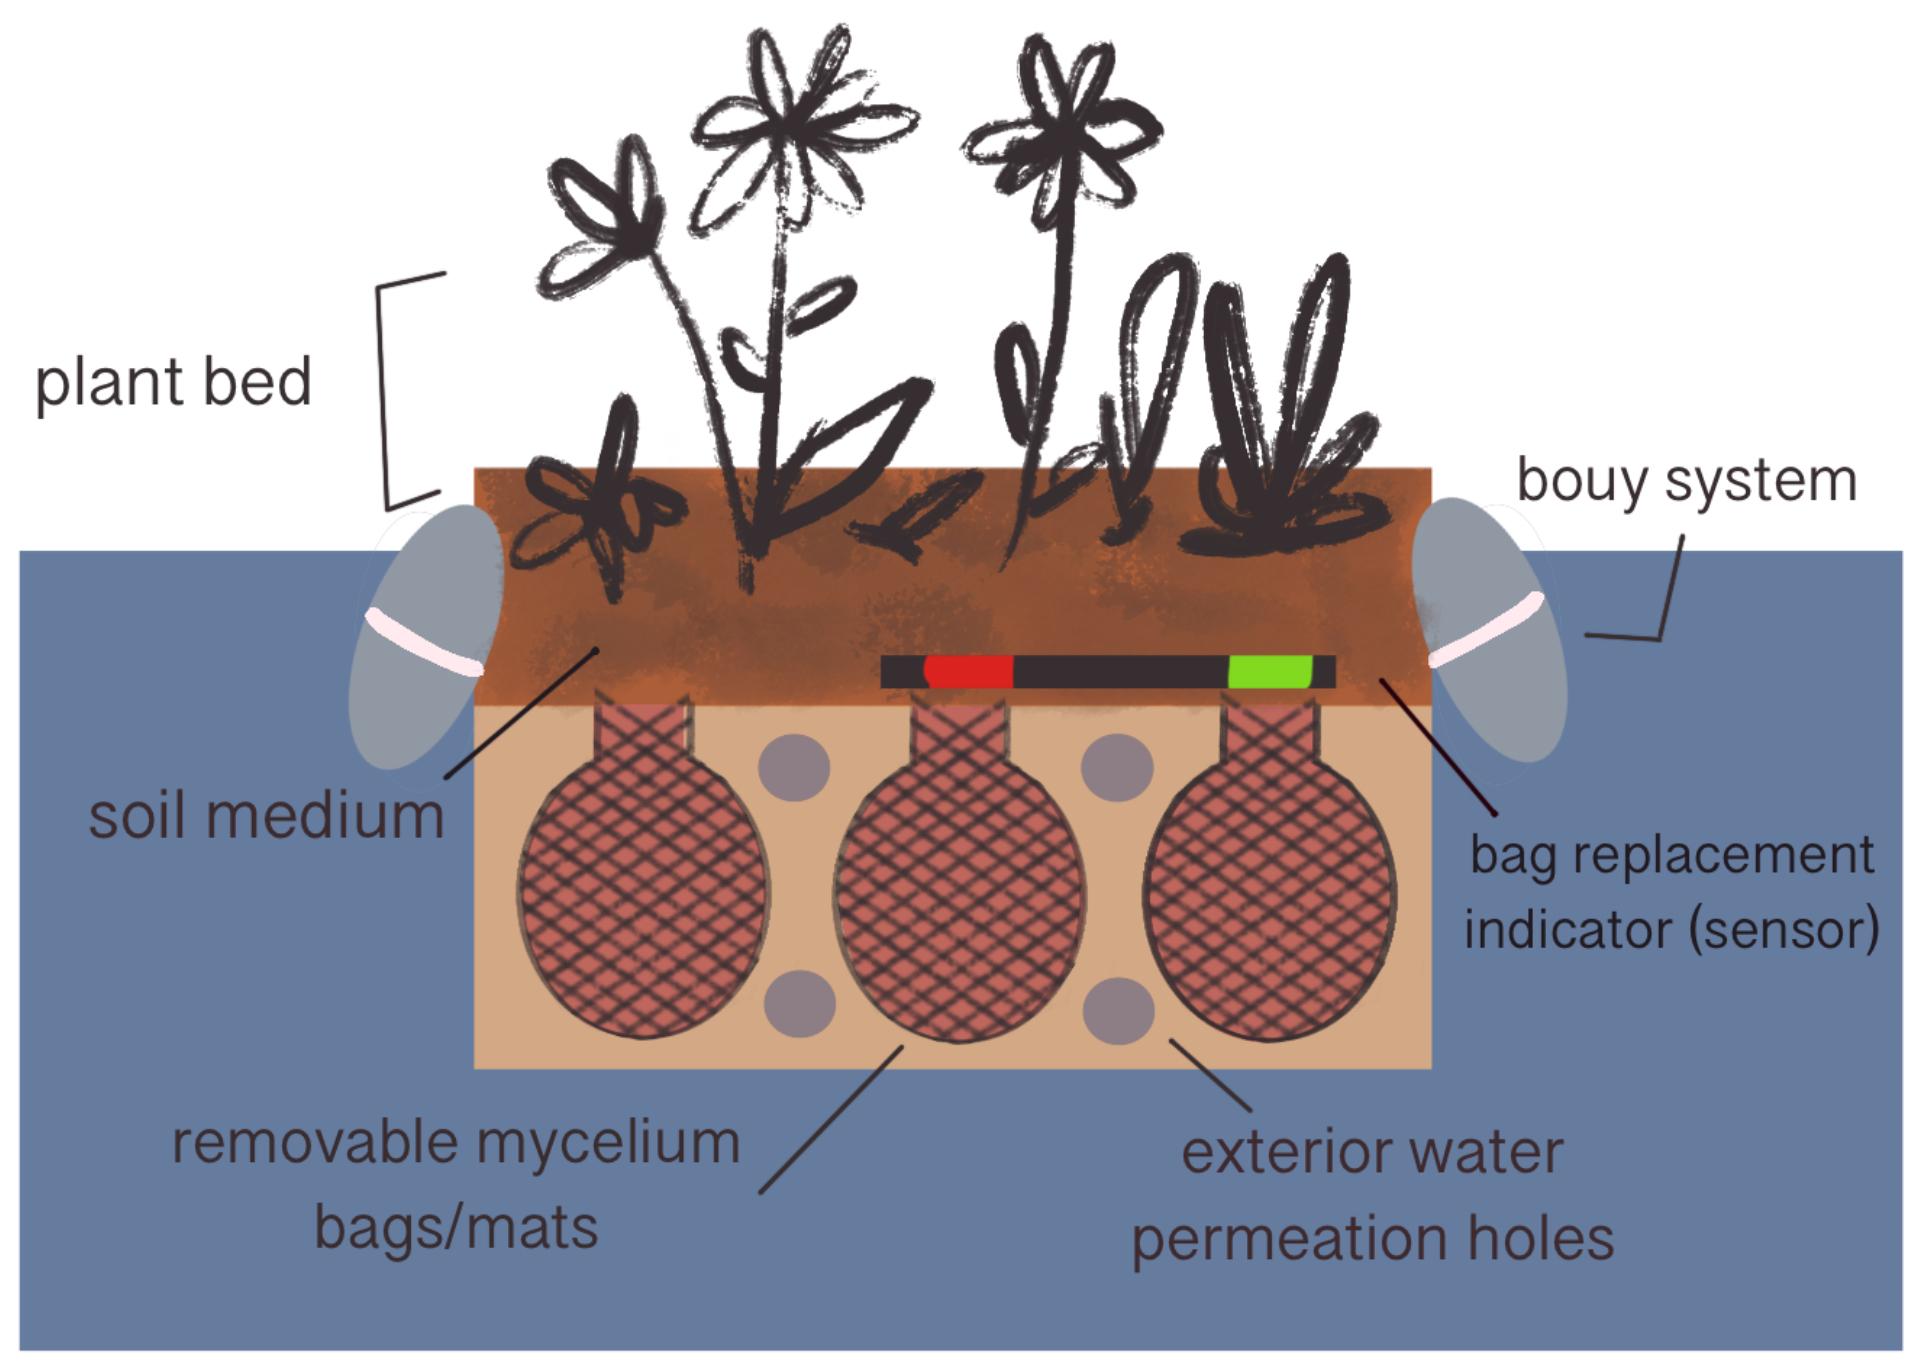 plant bed
bouy system
soil medium
bag replacement
indicator (sensor)
removable mycelium
bags/mats
exterior water
permeation holes